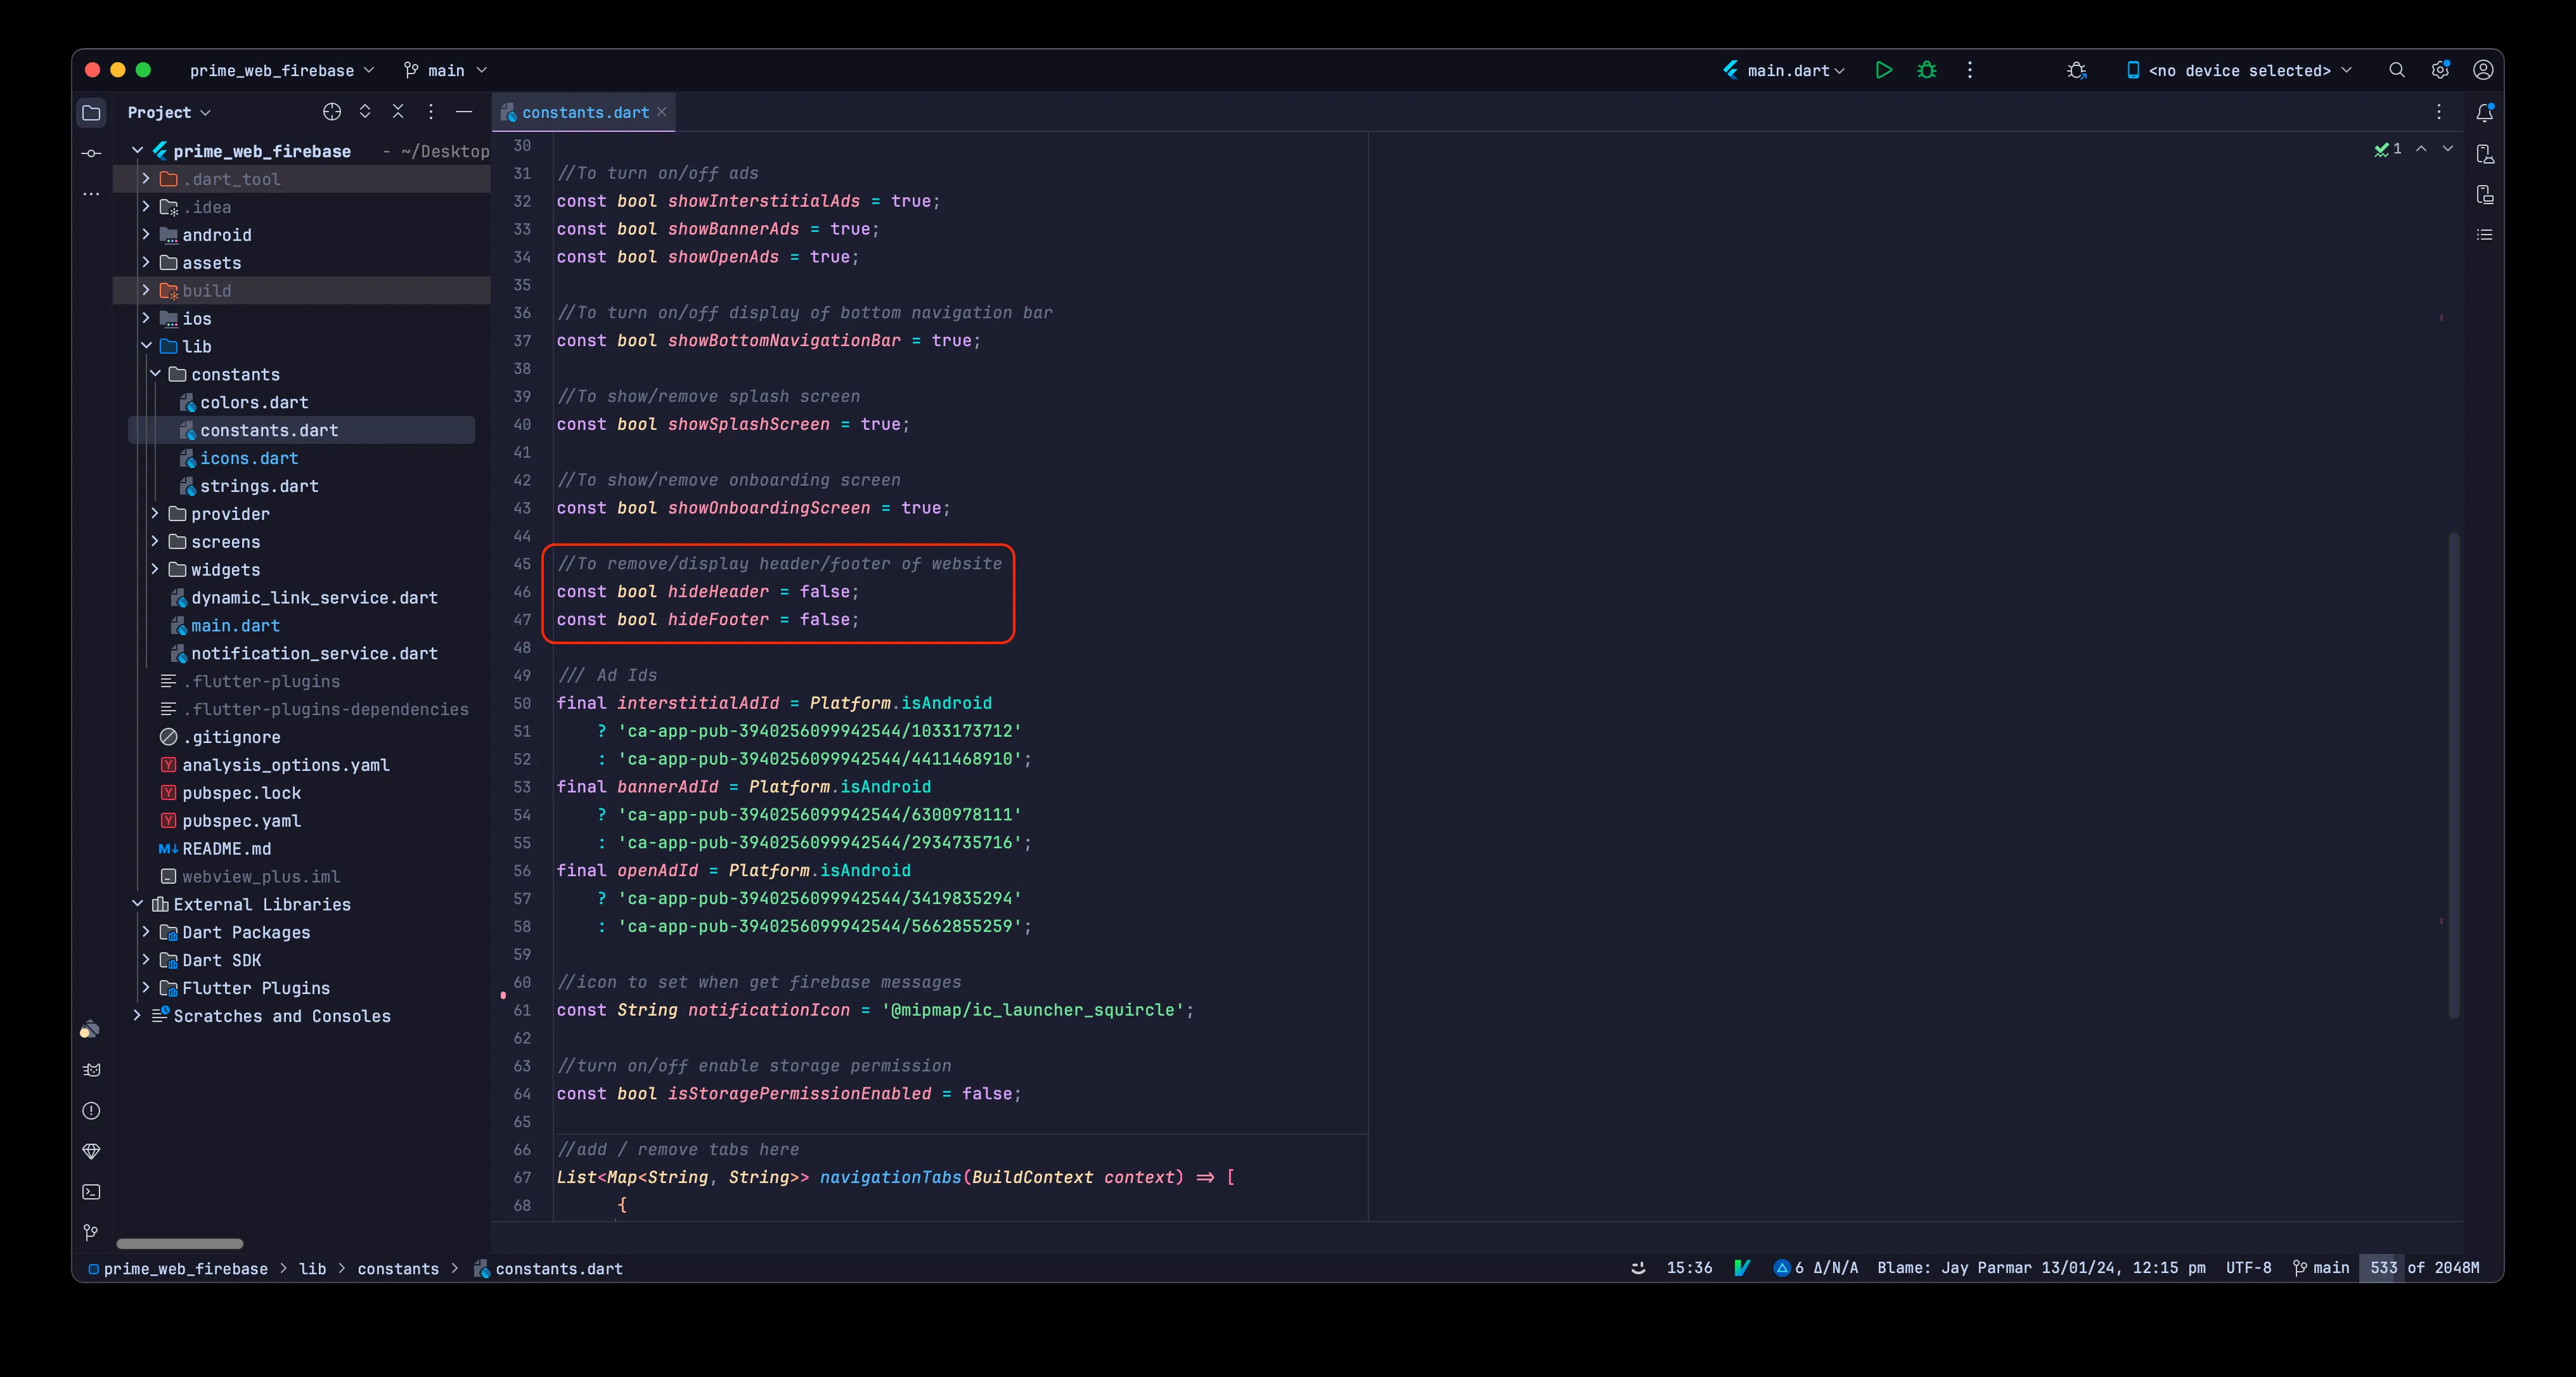 prime_web_firebase
main
main.dart
<no device selected>
Project
constants.dart
prime_web_firebase - ~/Desktop
.dart_tool
.idea
android
assets
build
ios
lib
constants
colors.dart
constants.dart
icons.dart
strings.dart
provider
screens
widgets
dynamic_link_service.dart
main.dart
notification_service.dart
.flutter-plugins
.flutter-plugins-dependencies
.gitignore
analysis_options.yaml
pubspec.lock
pubspec.yaml
M↓ README.md
webview_plus.iml
External Libraries
Dart Packages
Dart SDK
Flutter Plugins
Scratches and Consoles
1
30
31 //To turn on/off ads
32 const bool showInterstitialAds = true;
33 const bool showBannerAds = true;
34 const bool showOpenAds = true;
35
36 //To turn on/off display of bottom navigation bar
37 const bool showBottomNavigationBar = true;
38
39 //To show/remove splash screen
40 const bool showSplashScreen = true;
41
42 //To show/remove onboarding screen
43 const bool showOnboardingScreen = true;
44
45 //To remove/display header/footer of website
46 const bool hideHeader = false;
47 const bool hideFooter = false;
48
49 /// Ad Ids
50 final interstitialAdId = Platform.isAndroid
51 ? 'ca-app-pub-3940256099942544/1033173712'
52 : 'ca-app-pub-3940256099942544/4411468910';
53 final bannerAdId = Platform.isAndroid
54 ? 'ca-app-pub-3940256099942544/6300978111'
55 : 'ca-app-pub-3940256099942544/2934735716';
56 final openAdId = Platform.isAndroid
57 ? 'ca-app-pub-3940256099942544/3419835294'
58 : 'ca-app-pub-3940256099942544/5662855259';
59
60 //icon to set when get firebase messages
61 const String notificationIcon = '@mipmap/ic_launcher_squircle';
62
63 //turn on/off enable storage permission
64 const bool isStoragePermissionEnabled = false;
65
66 //add / remove tabs here
67 List<Map<String, String>> navigationTabs(BuildContext context) => [
68 {
prime_web_firebase > lib > constants > constants.dart
15:36
6 Δ/N/A
Blame: Jay Parmar 13/01/24, 12:15 pm
UTF-8
main
533 of 2048M